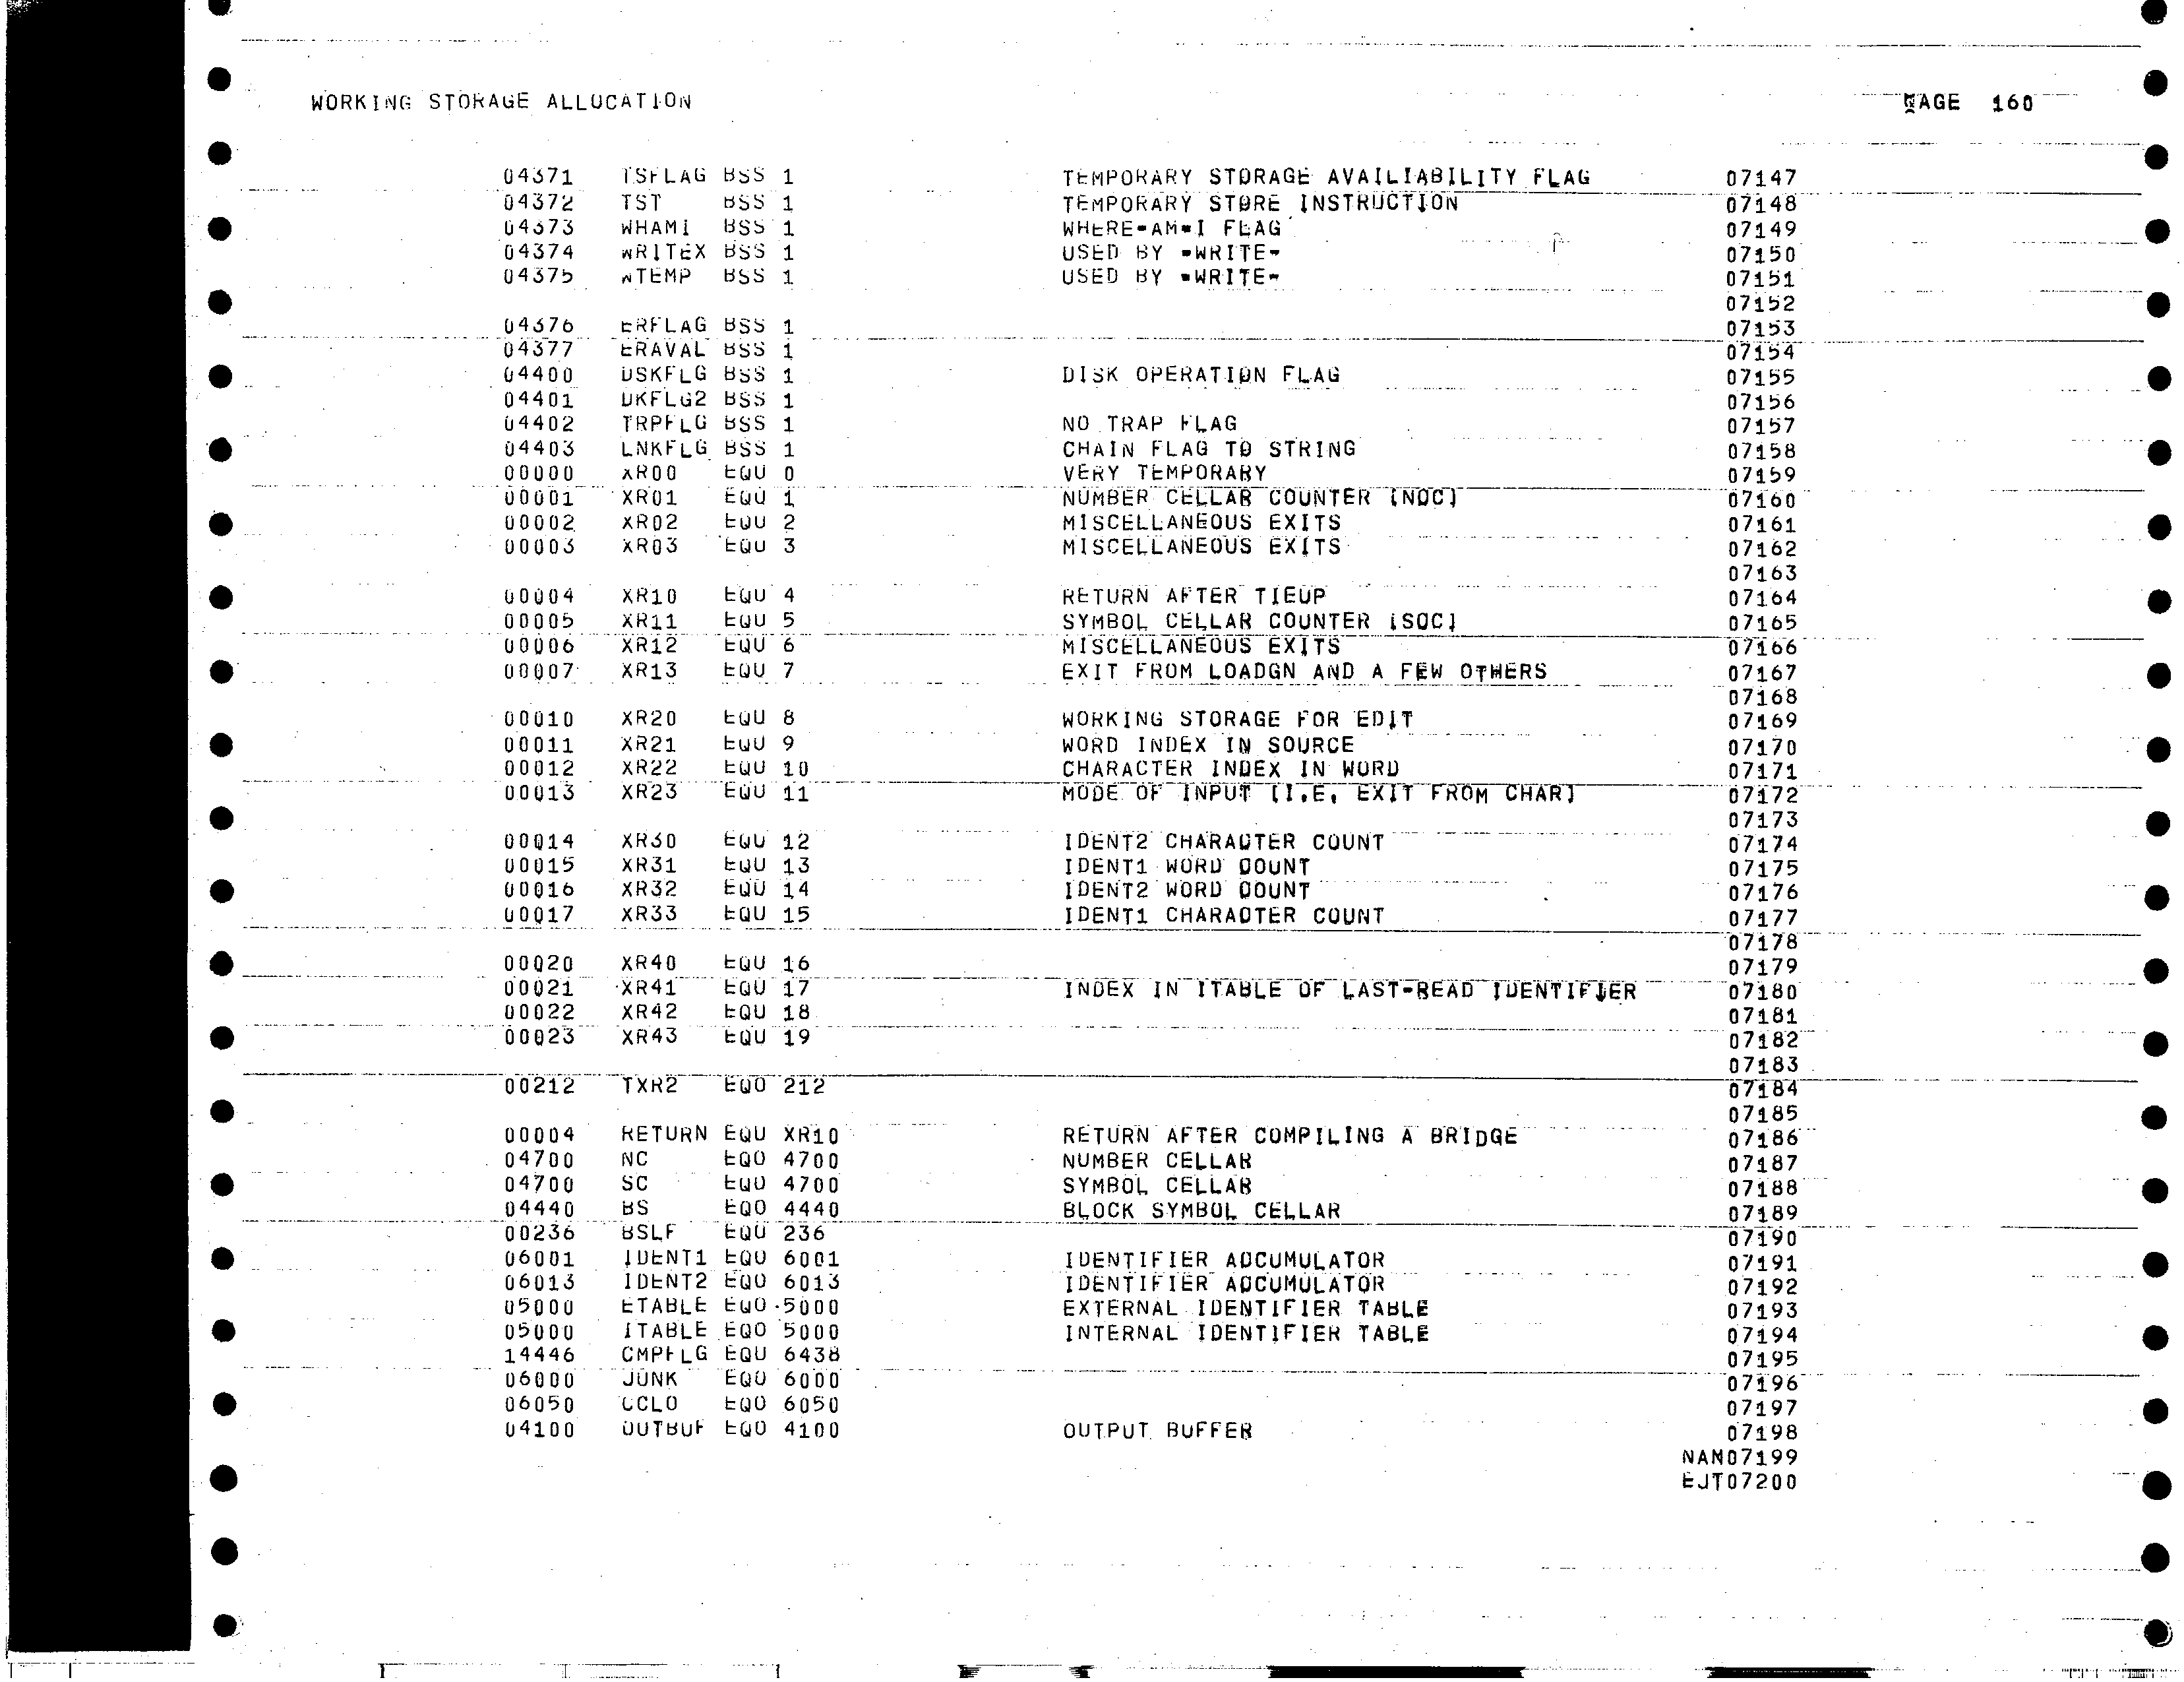 WORKING STORAGE ALLOCATION PAGE 160
04371 TSFLAG BSS 1 TEMPORARY STORAGE AVAILIABILITY FLAG 07147
04372 TST BSS 1 TEMPORARY STORE INSTRUCTION 07148
04373 WHAMI BSS 1 WHERE-AM-I FLAG 07149
04374 WRITEX BSS 1 USED BY -WRITE- 07150
04375 WTEMP BSS 1 USED BY -WRITE- 07151
07152
04376 ERFLAG BSS 1 07153
04377 ERAVAL BSS 1 07154
04400 DSKFLG BSS 1 DISK OPERATION FLAG 07155
04401 DKFLG2 BSS 1 07156
04402 TRPFLG BSS 1 NO TRAP FLAG 07157
04403 LNKFLG BSS 1 CHAIN FLAG TO STRING 07158
00000 XR00 EQU 0 VERY TEMPORARY 07159
00001 XR01 EQU 1 NUMBER CELLAR COUNTER [NOC] 07160
00002 XR02 EQU 2 MISCELLANEOUS EXITS 07161
00003 XR03 EQU 3 MISCELLANEOUS EXITS 07162
07163
00004 XR10 EQU 4 RETURN AFTER TIEUP 07164
00005 XR11 EQU 5 SYMBOL CELLAR COUNTER [SOC] 07165
00006 XR12 EQU 6 MISCELLANEOUS EXITS 07166
00007 XR13 EQU 7 EXIT FROM LOADGN AND A FEW OTHERS 07167
07168
00010 XR20 EQU 8 WORKING STORAGE FOR EDIT 07169
00011 XR21 EQU 9 WORD INDEX IN SOURCE 07170
00012 XR22 EQU 10 CHARACTER INDEX IN WORD 07171
00013 XR23 EQU 11 MODE OF INPUT [I.E. EXIT FROM CHAR] 07172
07173
00014 XR30 EQU 12 IDENT2 CHARACTER COUNT 07174
00015 XR31 EQU 13 IDENT1 WORD COUNT 07175
00016 XR32 EQU 14 IDENT2 WORD COUNT 07176
00017 XR33 EQU 15 IDENT1 CHARACTER COUNT 07177
07178
00020 XR40 EQU 16 07179
00021 XR41 EQU 17 INDEX IN ITABLE OF LAST-READ IDENTIFIER 07180
00022 XR42 EQU 18 07181
00023 XR43 EQU 19 07182
07183
00212 TXR2 EQO 212 07184
07185
00004 RETURN EQU XR10 RETURN AFTER COMPILING A BRIDGE 07186
04700 NC EQO 4700 NUMBER CELLAR 07187
04700 SC EQO 4700 SYMBOL CELLAR 07188
04440 BS EQO 4440 BLOCK SYMBOL CELLAR 07189
00236 BSLF EQO 236 07190
06001 IDENT1 EQO 6001 IDENTIFIER ACCUMULATOR 07191
06013 IDENT2 EQO 6013 IDENTIFIER ACCUMULATOR 07192
05000 ETABLE EQO 5000 EXTERNAL IDENTIFIER TABLE 07193
05000 ITABLE EQO 5000 INTERNAL IDENTIFIER TABLE 07194
14446 CMPFLG EQU 6438 07195
06000 JUNK EQO 6000 07196
06050 CCLO EQO 6050 07197
04100 OUTBUF EQO 4100 OUTPUT BUFFER 07198
NAM07199
EJT07200